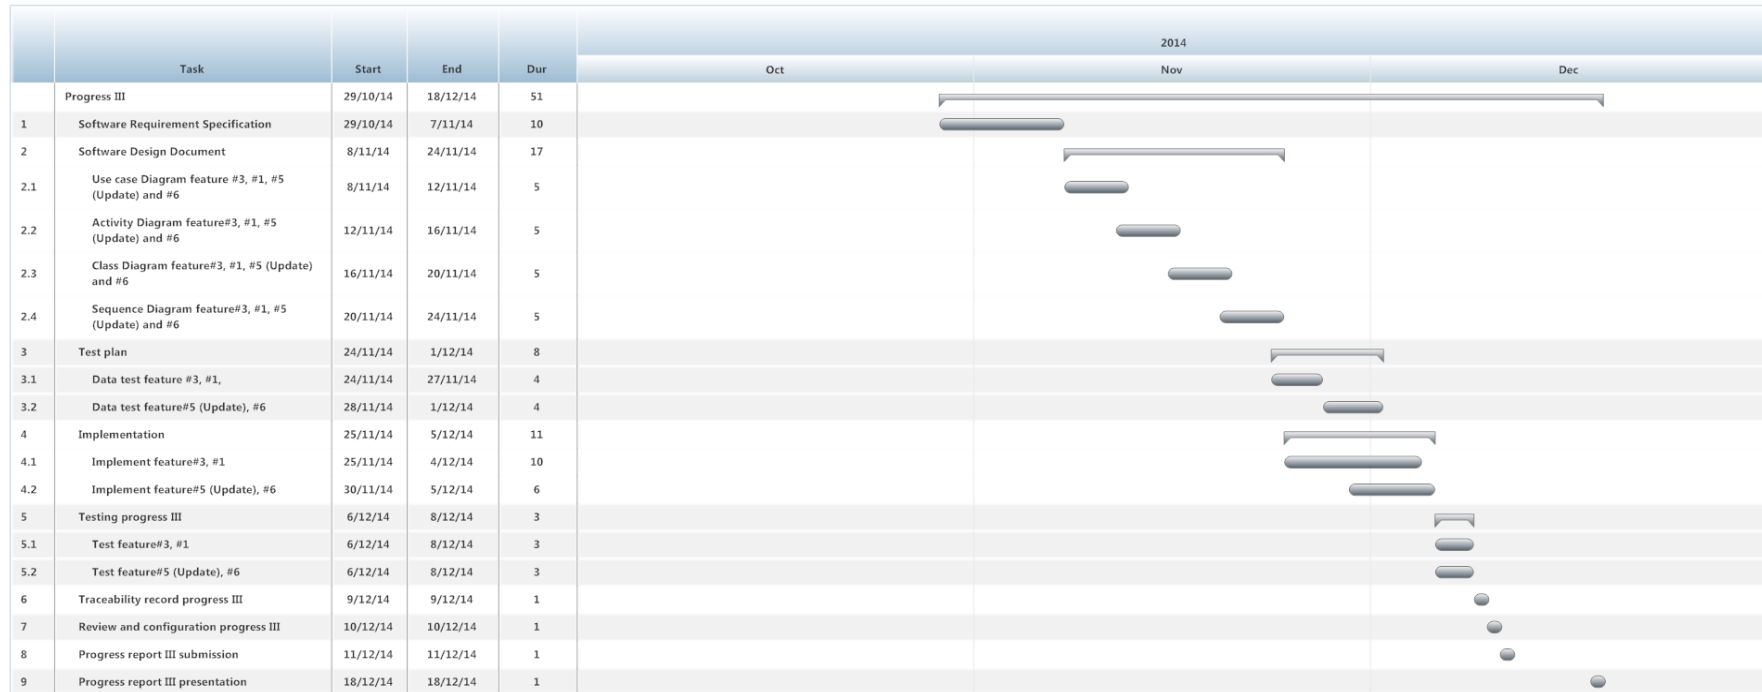 2014
Task Start End Dur Oct Nov Dec
Progress III 29/10/14 18/12/14 51
1 Software Requirement Specification 29/10/14 7/11/14 10
2 Software Design Document 8/11/14 24/11/14 17
2.1 Use case Diagram feature #3, #1, #5 8/11/14 12/11/14 5
(Update) and #6
2.2 Activity Diagram feature#3, #1, #5 12/11/14 16/11/14 5
(Update) and #6
2.3 Class Diagram feature#3, #1, #5 (Update) 16/11/14 20/11/14 5
and #6
2.4 Sequence Diagram feature#3, #1, #5 20/11/14 24/11/14 5
(Update) and #6
3 Test plan 24/11/14 1/12/14 8
3.1 Data test feature #3, #1, 24/11/14 27/11/14 4
3.2 Data test feature#5 (Update), #6 28/11/14 1/12/14 4
4 Implementation 25/11/14 5/12/14 11
4.1 Implement feature#3, #1 25/11/14 4/12/14 10
4.2 Implement feature#5 (Update), #6 30/11/14 5/12/14 6
5 Testing progress III 6/12/14 8/12/14 3
5.1 Test feature#3, #1 6/12/14 8/12/14 3
5.2 Test feature#5 (Update), #6 6/12/14 8/12/14 3
6 Traceability record progress III 9/12/14 9/12/14 1
7 Review and configuration progress III 10/12/14 10/12/14 1
8 Progress report III submission 11/12/14 11/12/14 1
9 Progress report III presentation 18/12/14 18/12/14 1